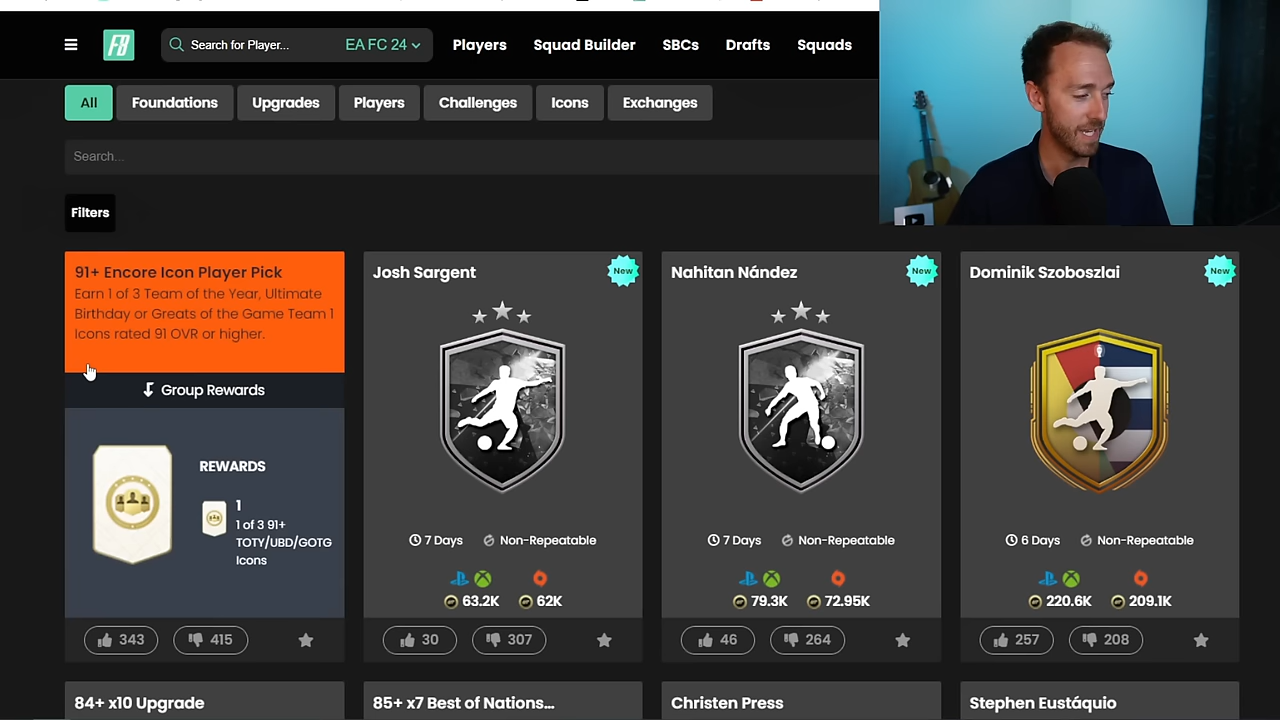 FB
Search for Player...
EA FC 24
Players
Squad Builder
SBCs
Drafts
Squads
All
Foundations
Upgrades
Players
Challenges
Icons
Exchanges
Search...
Filters
91+ Encore Icon Player Pick
Earn 1 of 3 Team of the Year, Ultimate
Birthday or Greats of the Game Team 1
Icons rated 91 OVR or higher.
Group Rewards
REWARDS
1
1 of 3 91+
TOTY/UBD/GOTG
Icons
343
415
Josh Sargent
New
7 Days
Non-Repeatable
63.2K
62K
30
307
Nahitan Nández
New
7 Days
Non-Repeatable
79.3K
72.95K
46
264
Dominik Szoboszlai
New
6 Days
Non-Repeatable
220.6K
209.1K
257
208
84+ x10 Upgrade
85+ x7 Best of Nations...
Christen Press
Stephen Eustáquio